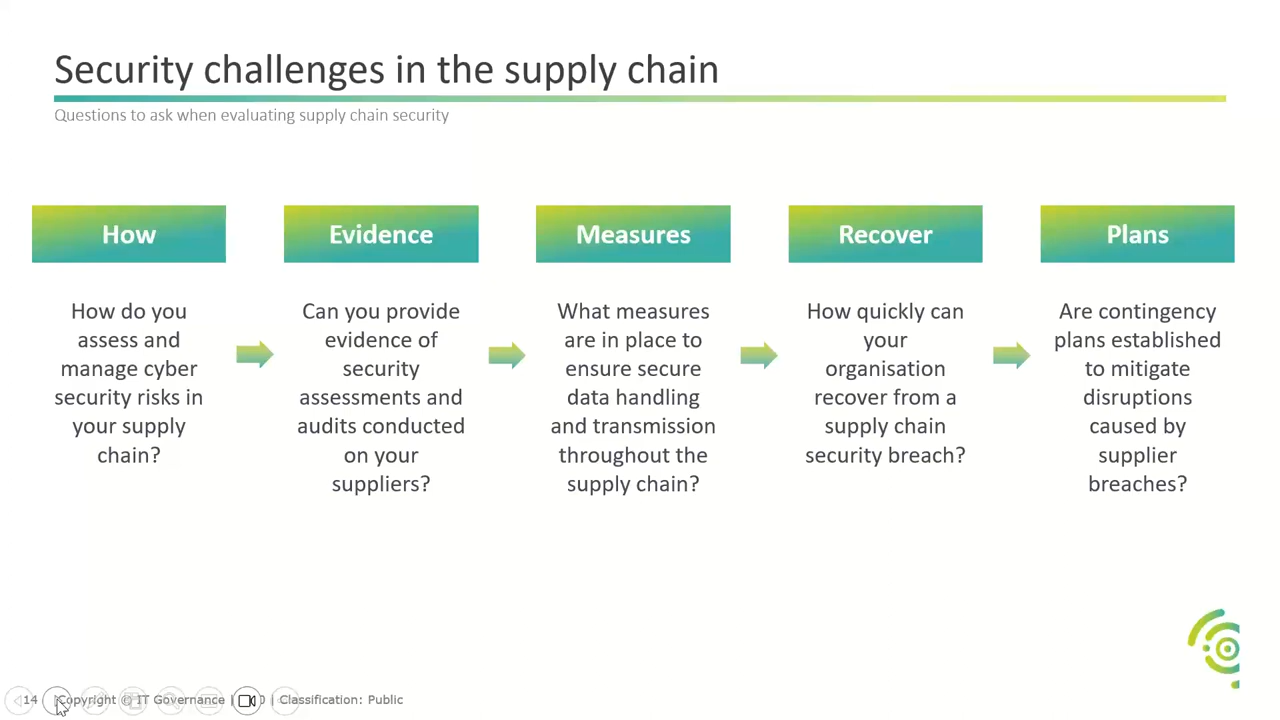 Security challenges in the supply chain
Questions to ask when evaluating supply chain security
How
How do you
assess and
manage cyber
security risks in
your supply
chain?
Evidence
Can you provide
evidence of
security
assessments and
audits conducted
on your
suppliers?
Measures
What measures
are in place to
ensure secure
data handling
and transmission
throughout the
supply chain?
Recover
How quickly can
your
organisation
recover from a
supply chain
security breach?
Plans
Are contingency
plans established
to mitigate
disruptions
caused by
supplier
breaches?
14 Copyright © IT Governance | Classification: Public